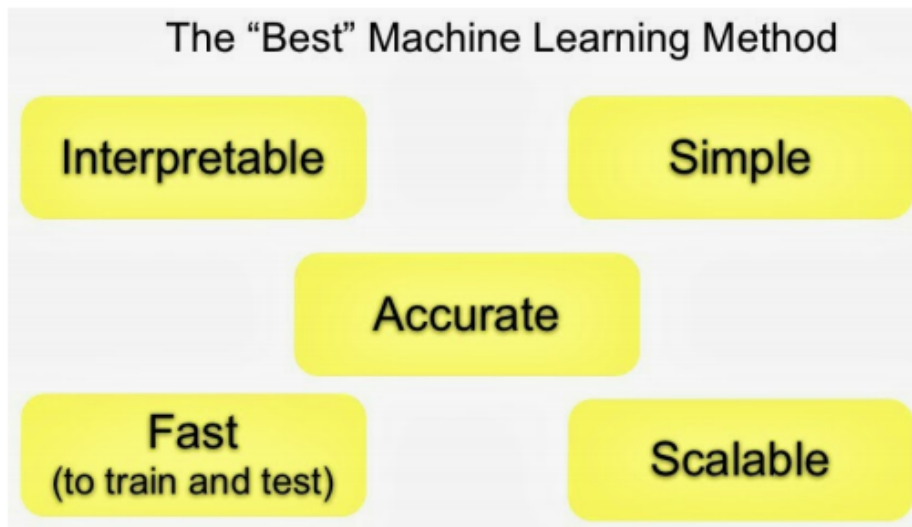 The “Best” Machine Learning Method
Interpretable
Simple
Accurate
Fast
(to train and test)
Scalable